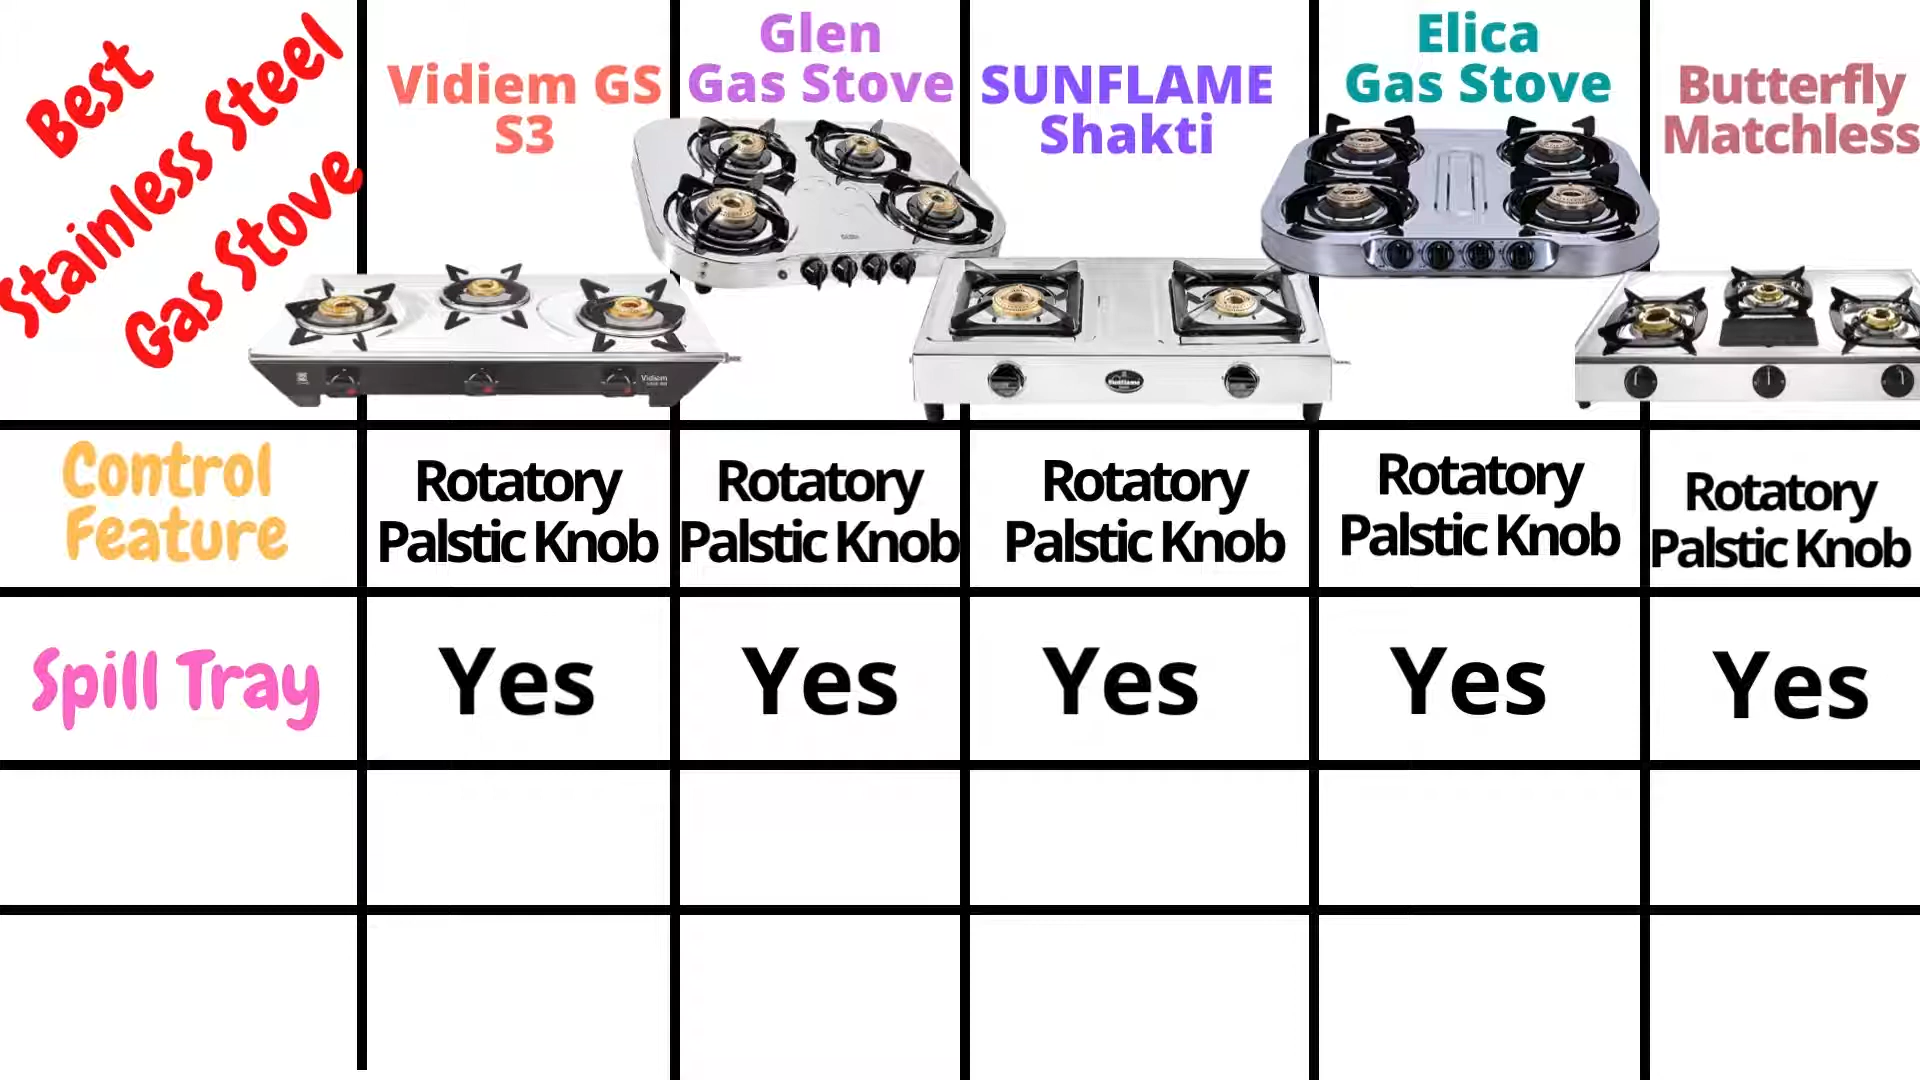 Best
Stainless Steel
Gas Stove
Vidiem GS
S3
Glen
Gas Stove
SUNFLAME
Shakti
Elica
Gas Stove
Butterfly
Matchless
Vidiem
Sunflame
Control
Feature
Rotatory
Palstic Knob
Rotatory
Palstic Knob
Rotatory
Palstic Knob
Rotatory
Palstic Knob
Rotatory
Palstic Knob
Spill Tray
Yes
Yes
Yes
Yes
Yes